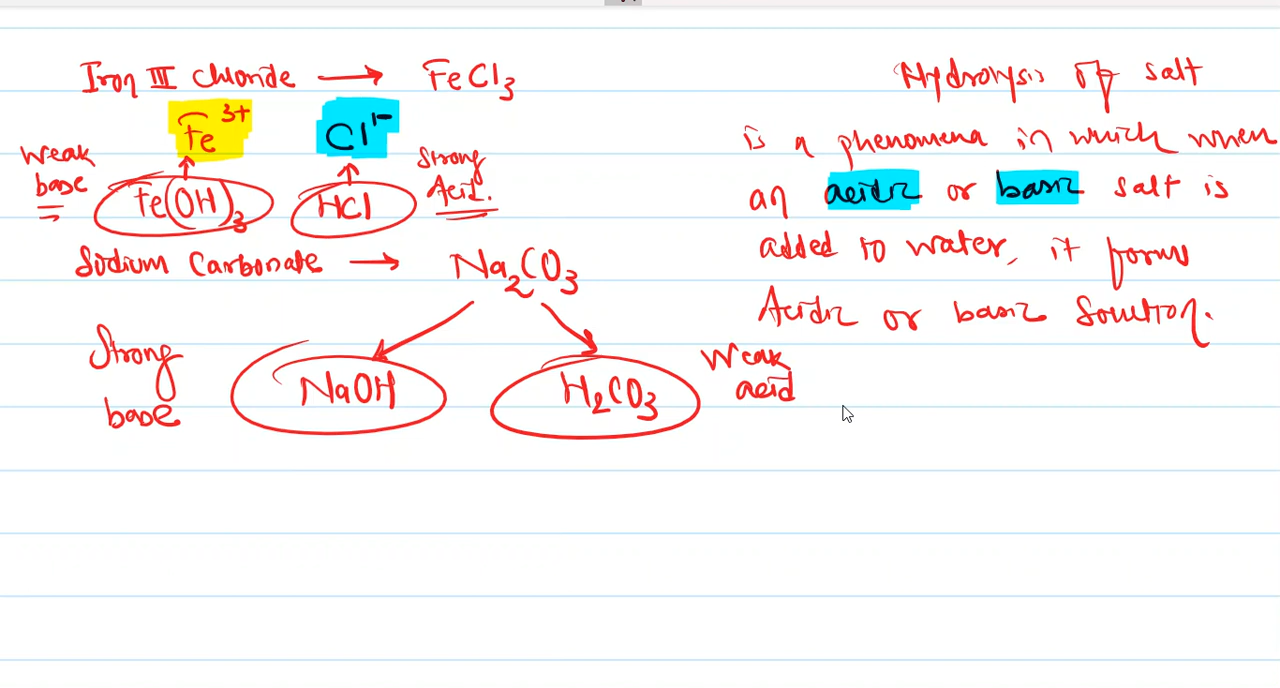 Iron III chloride → FeCl3
Fe3+ Cl1-
Weak base
Fe(OH)3 HCl
Strong Acid.
Sodium Carbonate → Na2CO3
Strong base
NaOH H2CO3
Weak acid
Hydrolysis of salt
is a phenomena in which when
an acidic or basic salt is
added to water, it forms
Acidic or basic solution.